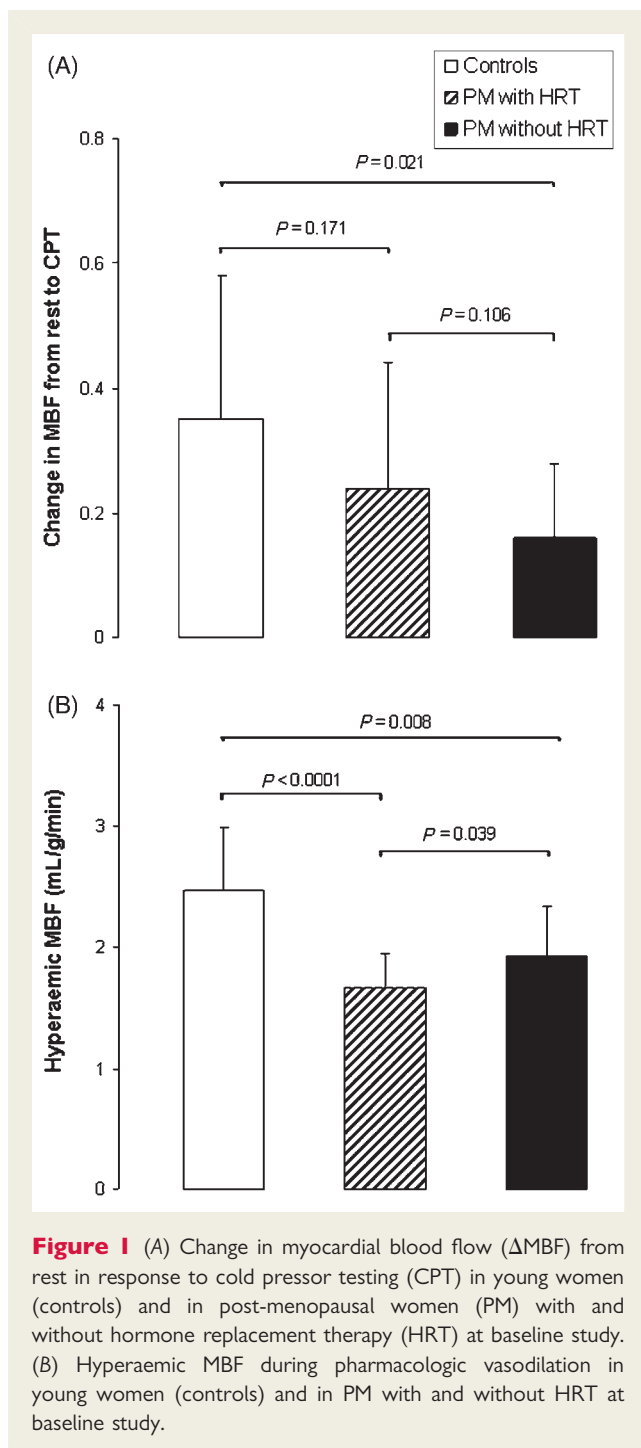 (A)
Controls
PM with HRT
PM without HRT
0.8
0.6
0.4
0.2
0
Change in MBF from rest to CPT
P=0.021
P=0.171
P=0.106
(B)
4
3
2
1
0
Hyperaemic MBF (mL/g/min)
P=0.008
P<0.0001
P=0.039
Figure 1 (A) Change in myocardial blood flow (ΔMBF) from
rest in response to cold pressor testing (CPT) in young women
(controls) and in post-menopausal women (PM) with and
without hormone replacement therapy (HRT) at baseline study.
(B) Hyperaemic MBF during pharmacologic vasodilation in
young women (controls) and in PM with and without HRT at
baseline study.